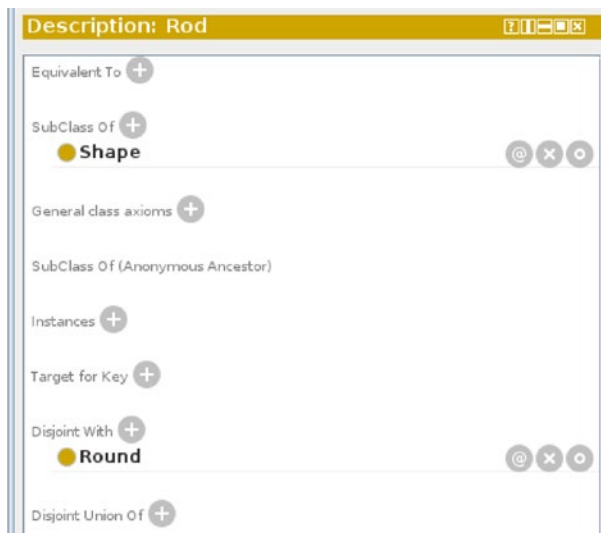 Description: Rod
Equivalent To
SubClass Of
Shape
General class axioms
SubClass Of (Anonymous Ancestor)
Instances
Target for Key
Disjoint With
Round
Disjoint Union Of